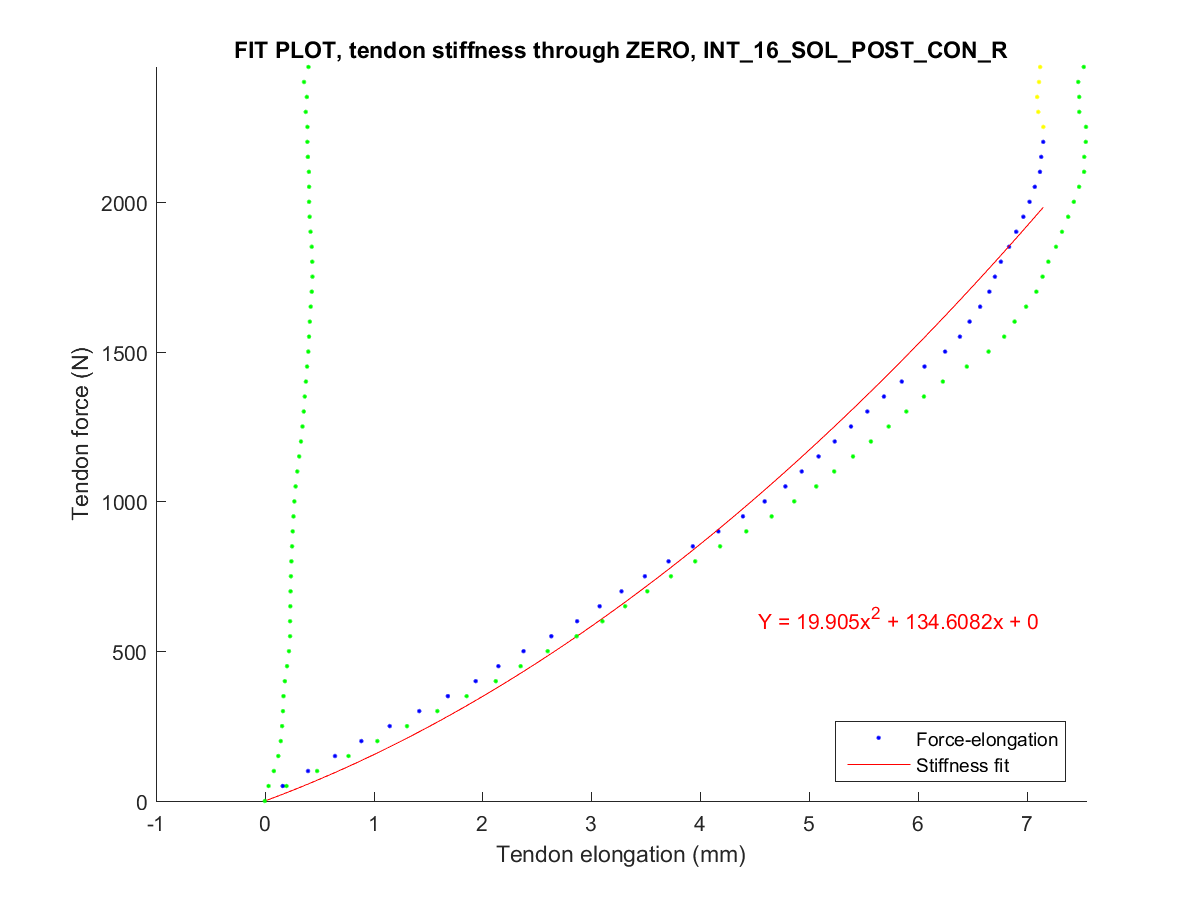 FIT PLOT, tendon stiffness through ZERO, INT_16_SOL_POST_CON_R
2000
1500
1000
500
0
Tendon force (N)
Y = 19.905x² + 134.6082x + 0
Force-elongation
Stiffness fit
-1 0 1 2 3 4 5 6 7
Tendon elongation (mm)